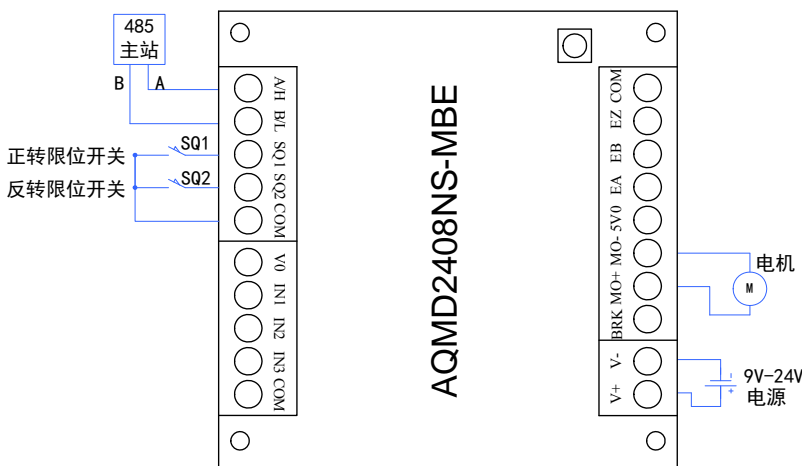 485
主站
B
A
正转限位开关
SQ1
反转限位开关
SQ2
A/H
B/L
SQ1
SQ2
COM
V0
IN1
IN2
IN3
COM
AQMD2408NS-MBE
COM
EZ
EB
EA
5V0
MO-
MO+
BRK
V-
V+
电机
M
-
+
9V-24V
电源